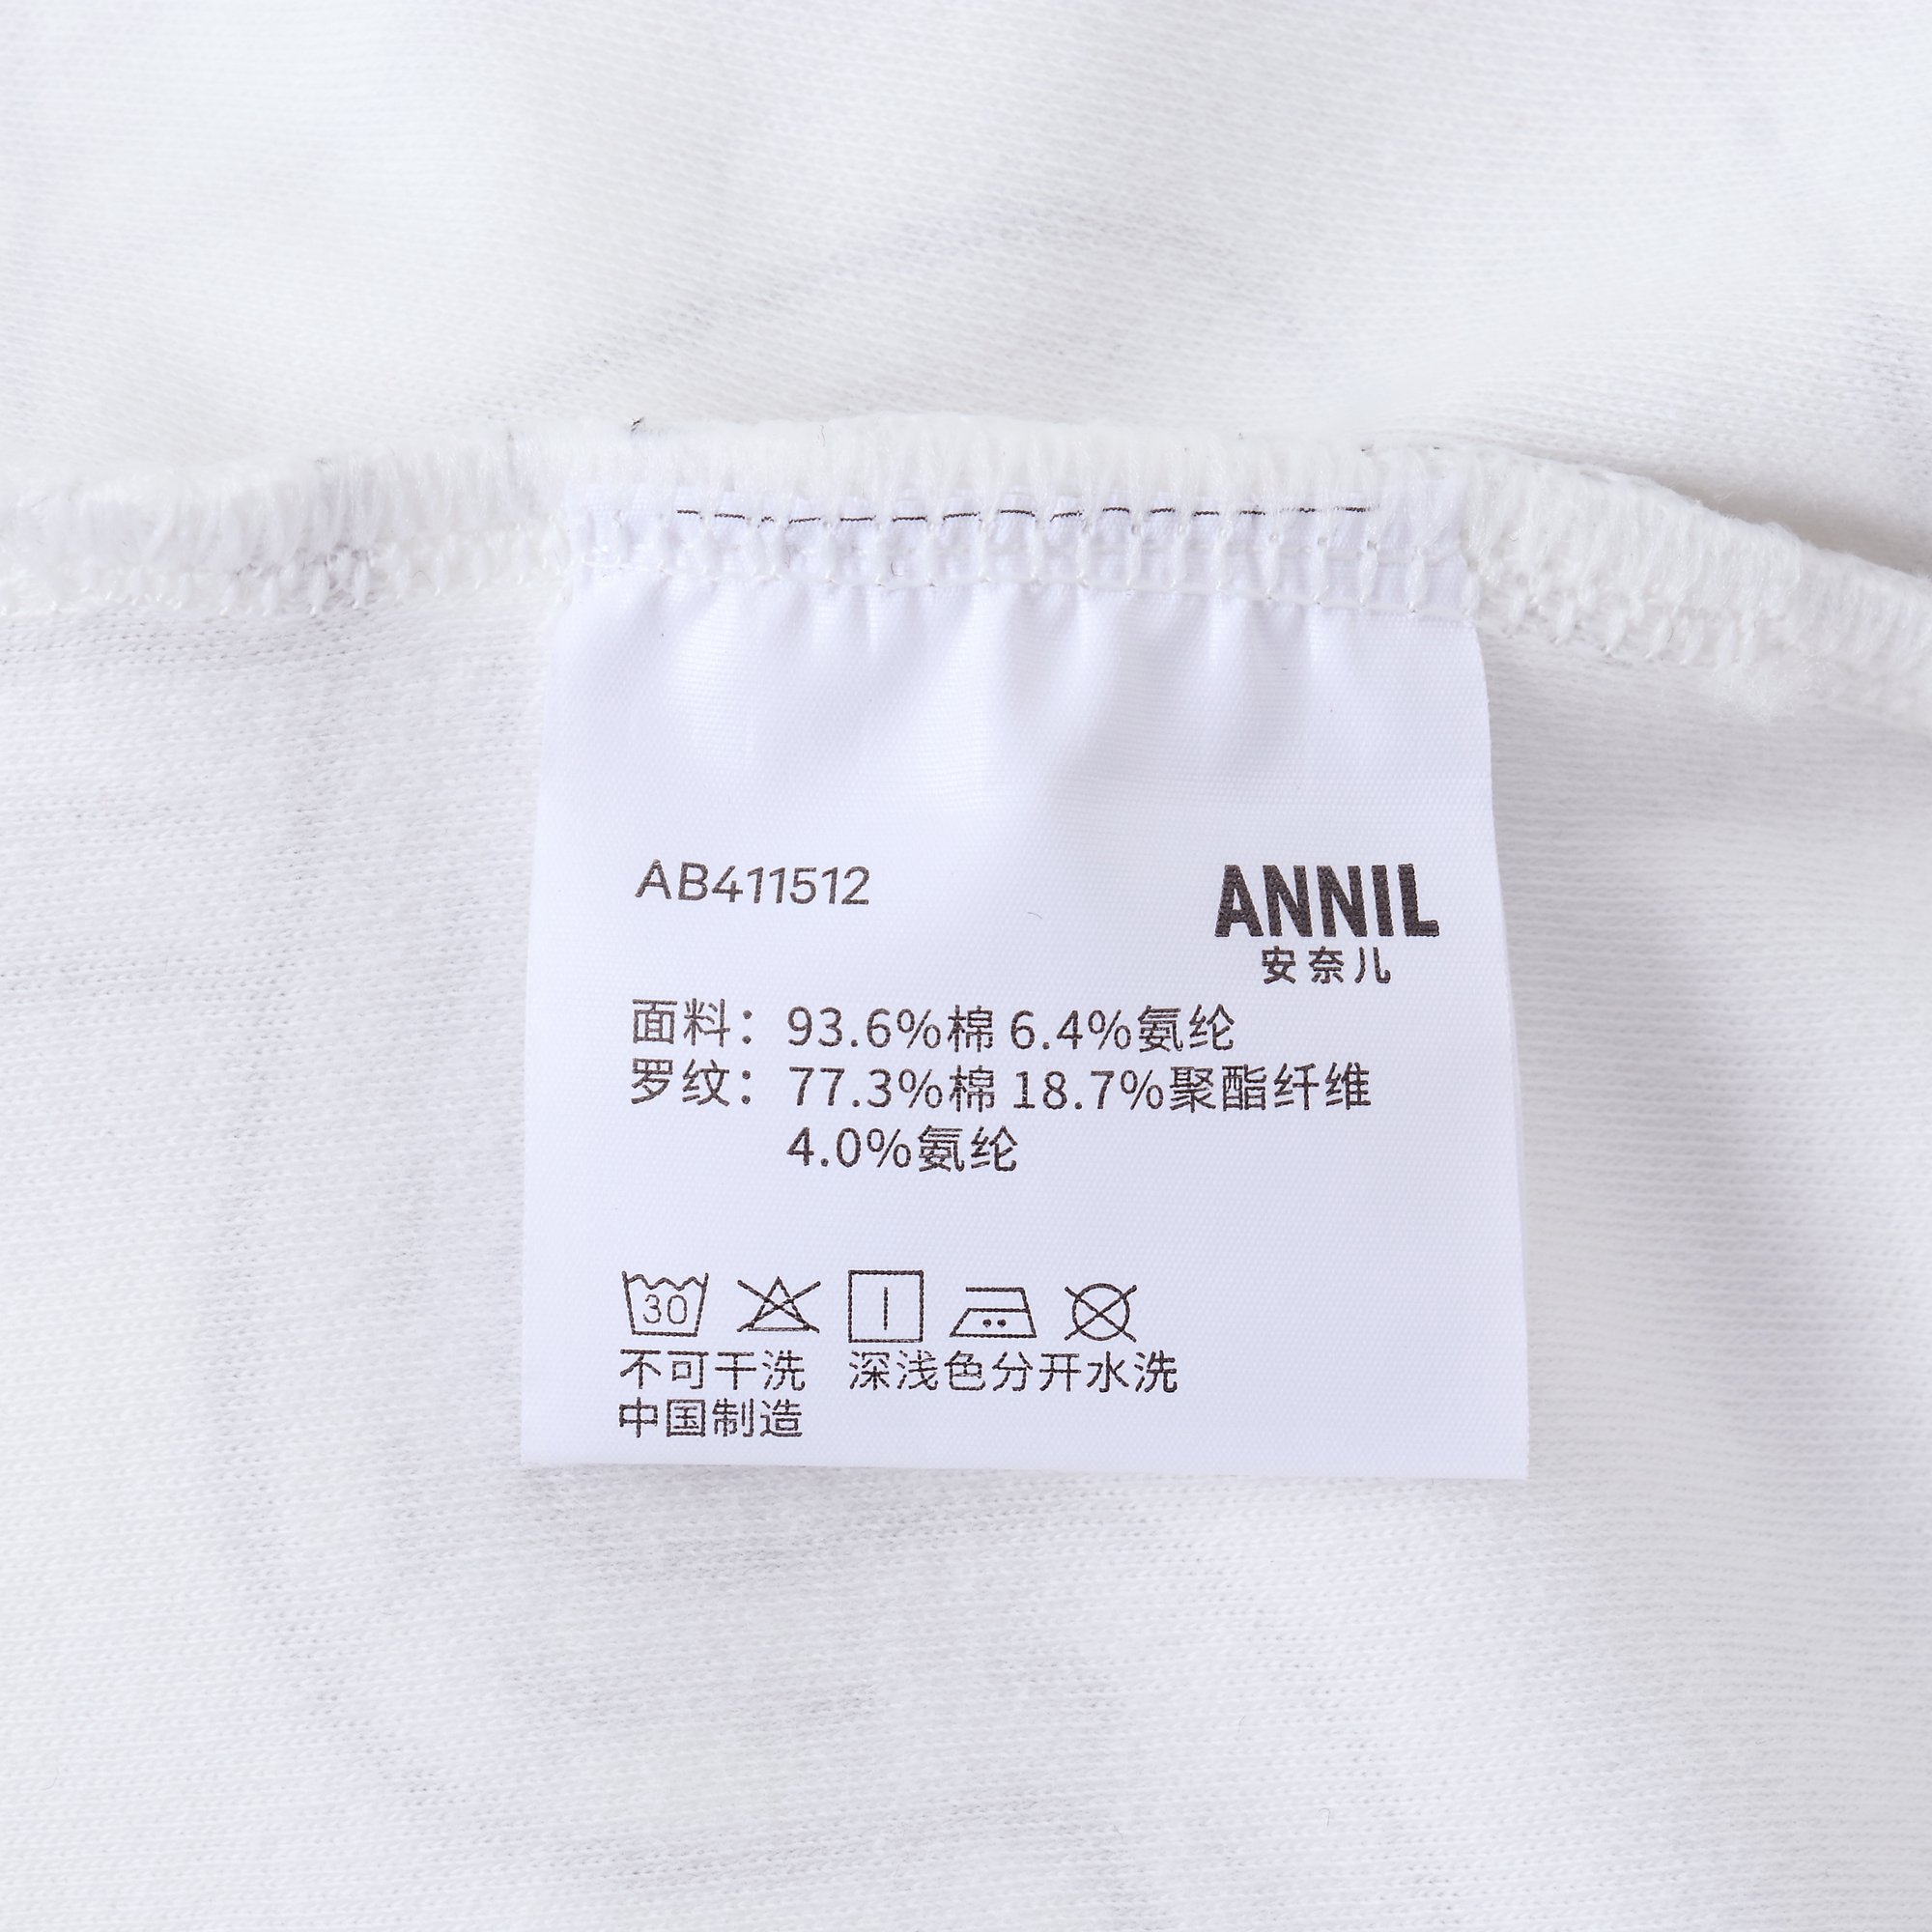 AB411512
ANNIL
安奈儿
面料：93.6%棉 6.4%氨纶
罗纹：77.3%棉 18.7%聚酯纤维
4.0%氨纶
30
不可干洗 深浅色分开水洗
中国制造